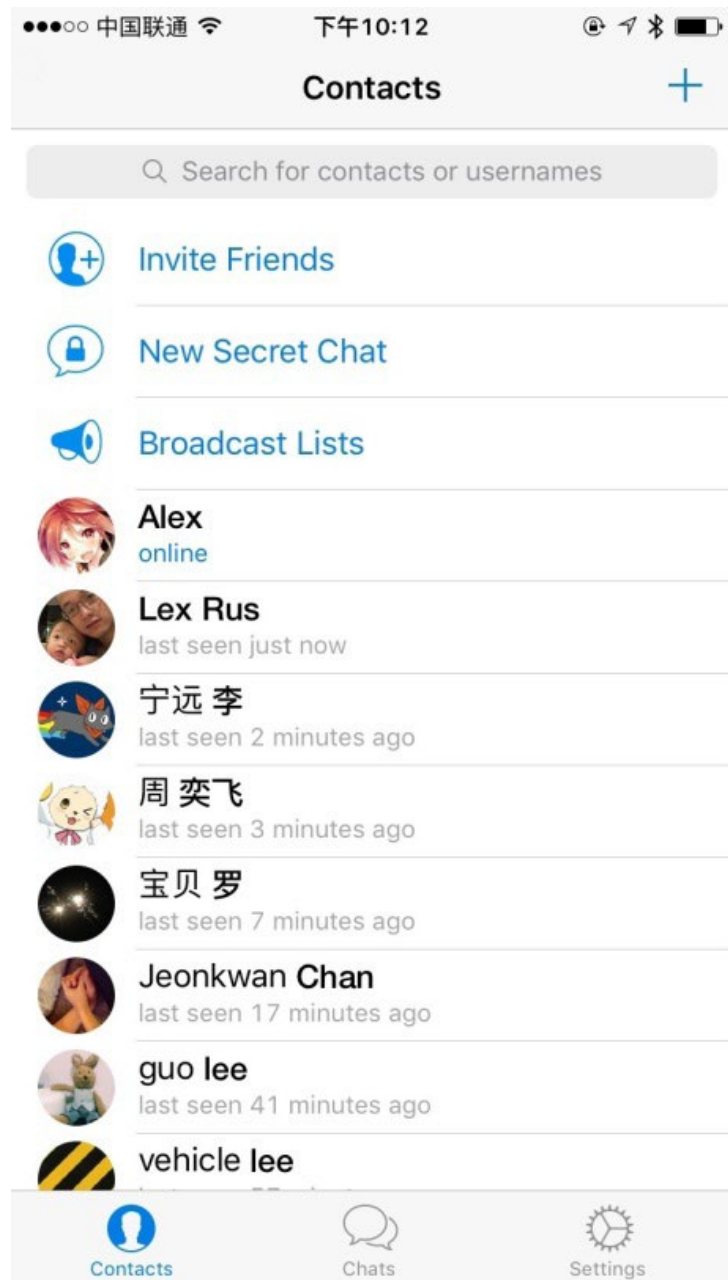 中国联通 下午10:12
Contacts
Search for contacts or usernames
Invite Friends
New Secret Chat
Broadcast Lists
Alex
online
Lex Rus
last seen just now
宁远 李
last seen 2 minutes ago
周 奕飞
last seen 3 minutes ago
宝贝 罗
last seen 7 minutes ago
Jeonkwan Chan
last seen 17 minutes ago
guo lee
last seen 41 minutes ago
vehicle lee
Contacts Chats Settings